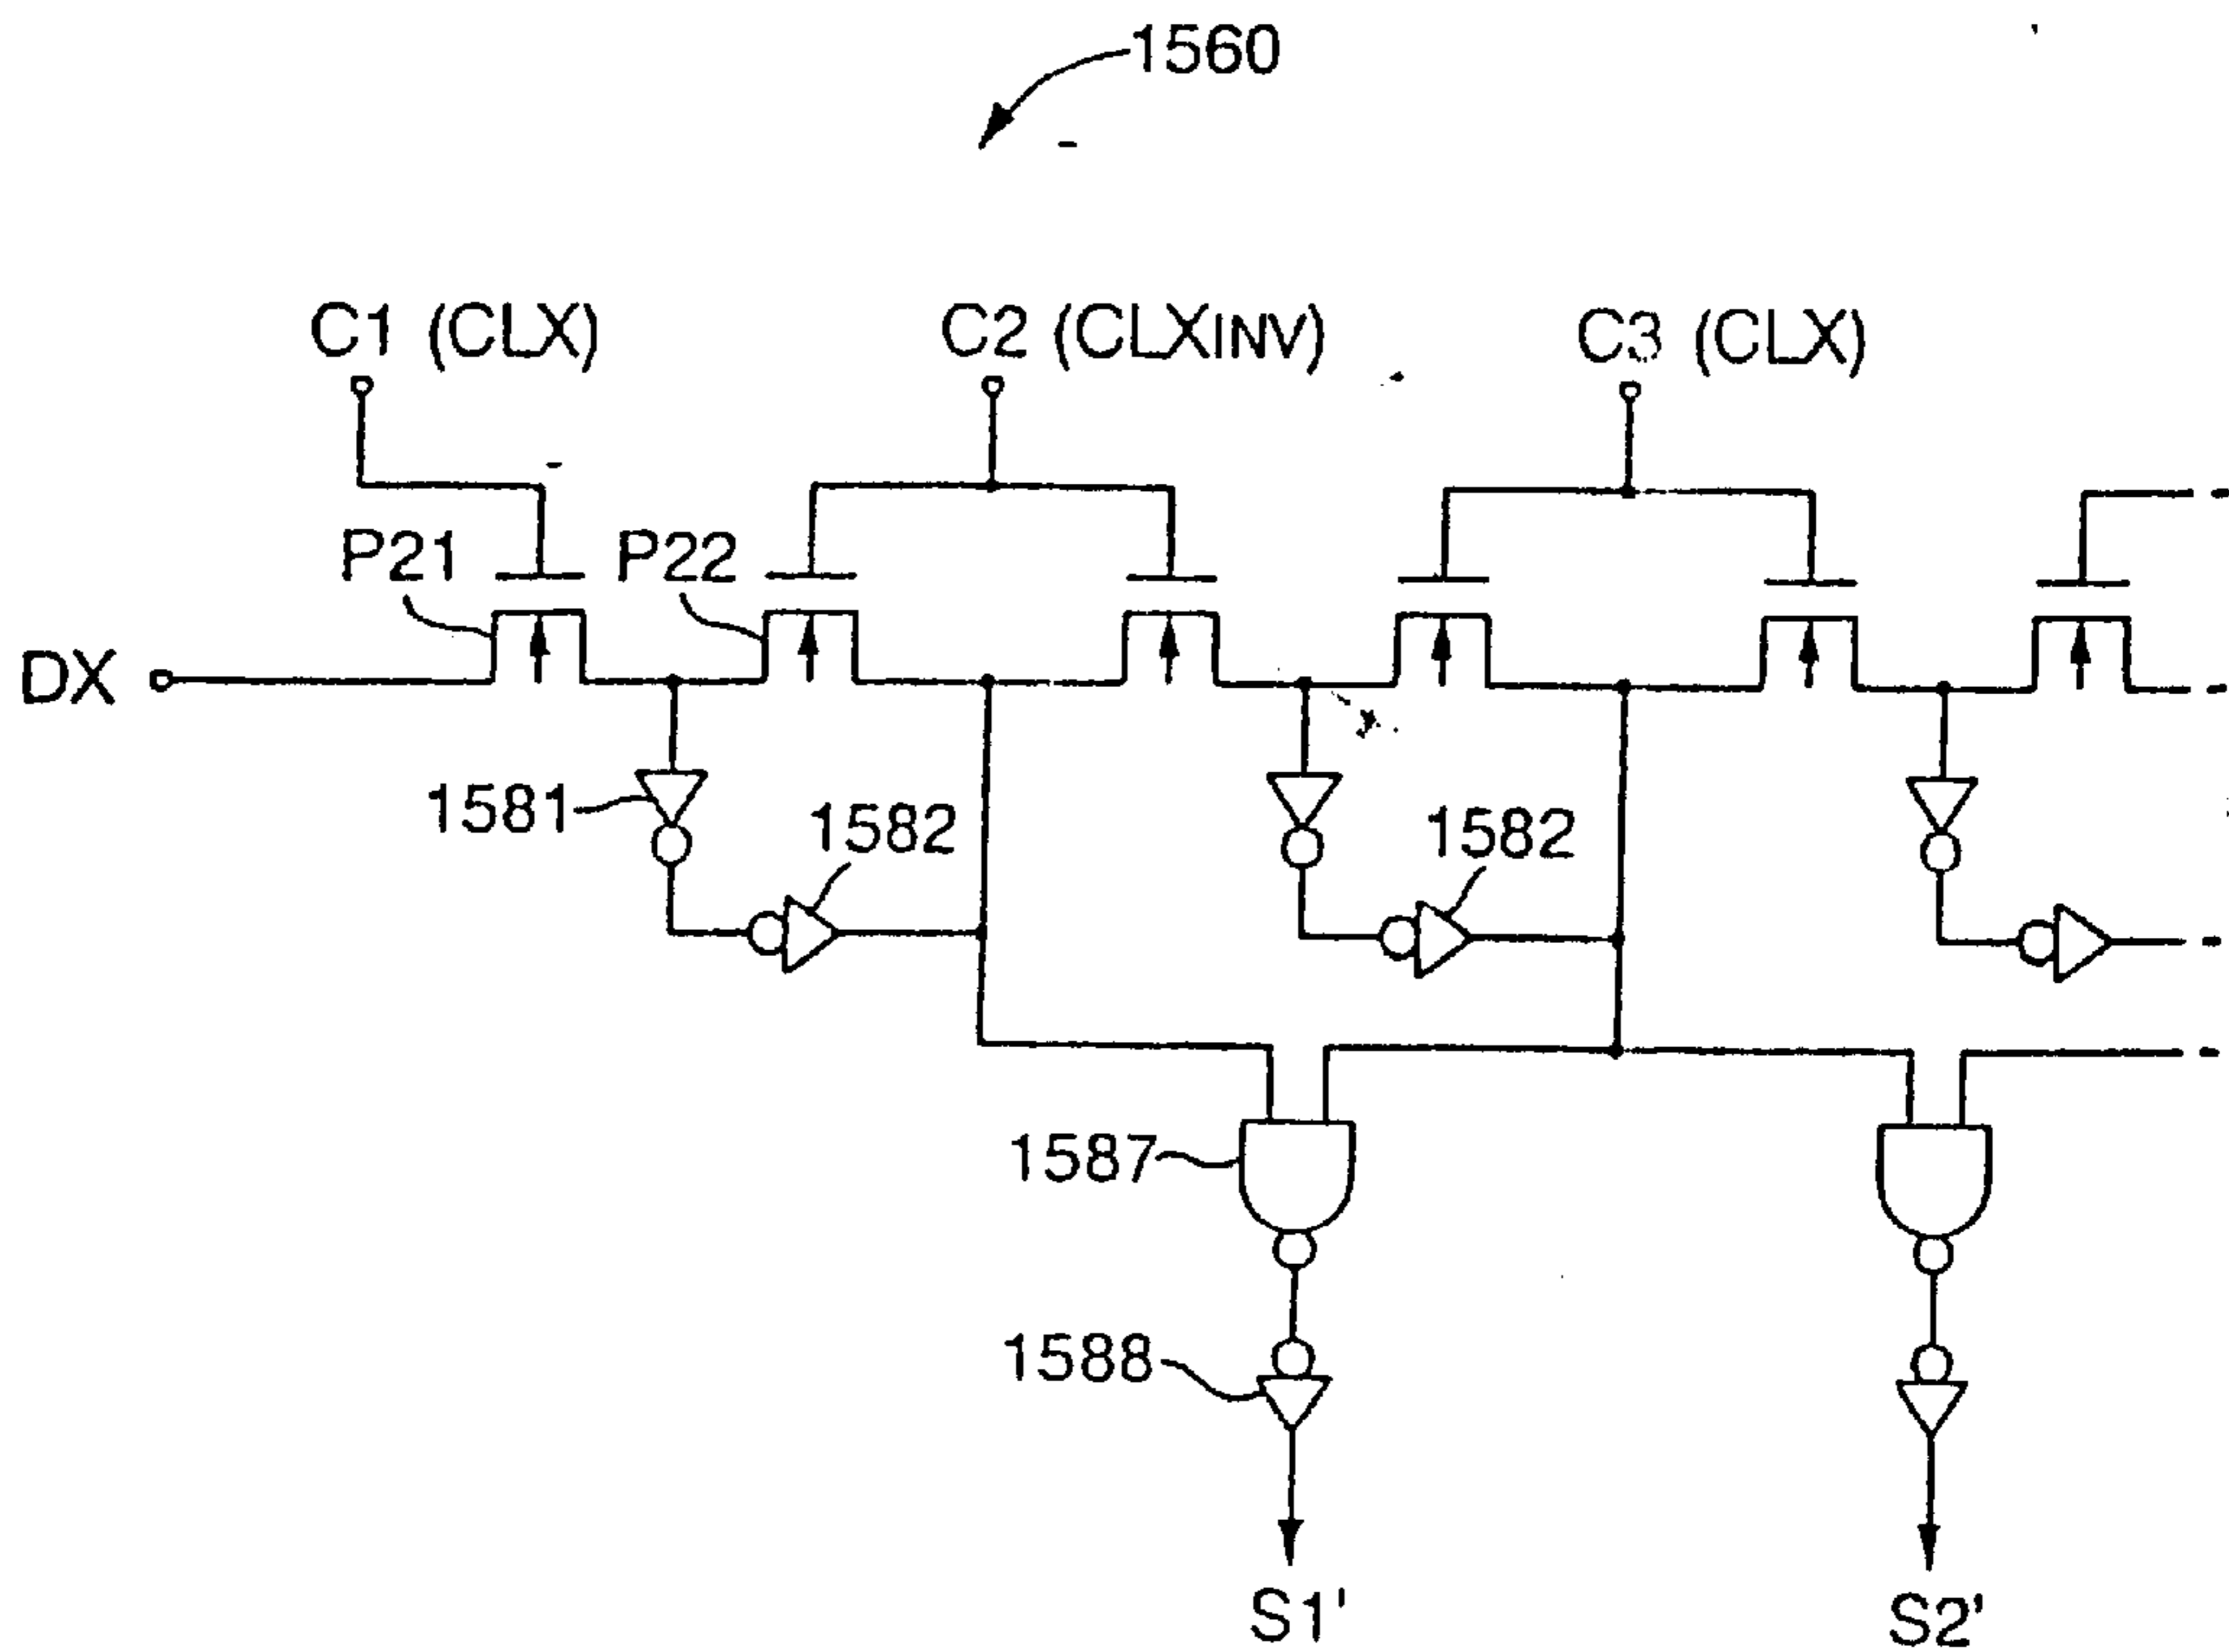 1560
C1 (CLX)
C2 (CLXINV)
C3 (CLX)
P21
P22
DX
1581
1582
1582
1587
1588
S1'
S2'